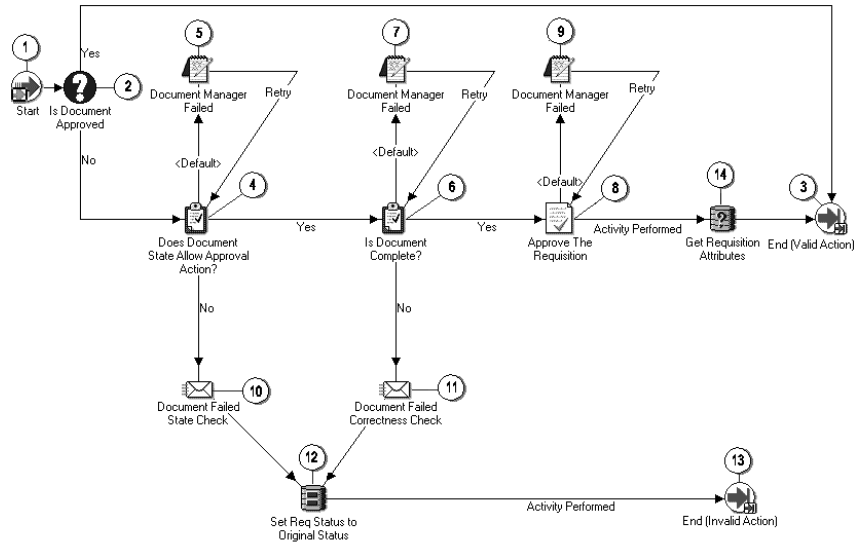 1
Start
2
Yes
Is Document
Approved
No
5
Document Manager
Failed
Retry
<Default>
4
Does Document
State Allow Approval
Action?
Yes
No
7
Document Manager
Failed
Retry
<Default>
6
Is Document
Complete?
Yes
No
9
Document Manager
Failed
Retry
<Default>
8
Approve The
Requisition
Activity Performed
14
Get Requisition
Attributes
3
End (Valid Action)
10
Document Failed
State Check
11
Document Failed
Correctness Check
12
Set Req Status to
Original Status
Activity Performed
13
End (Invalid Action)